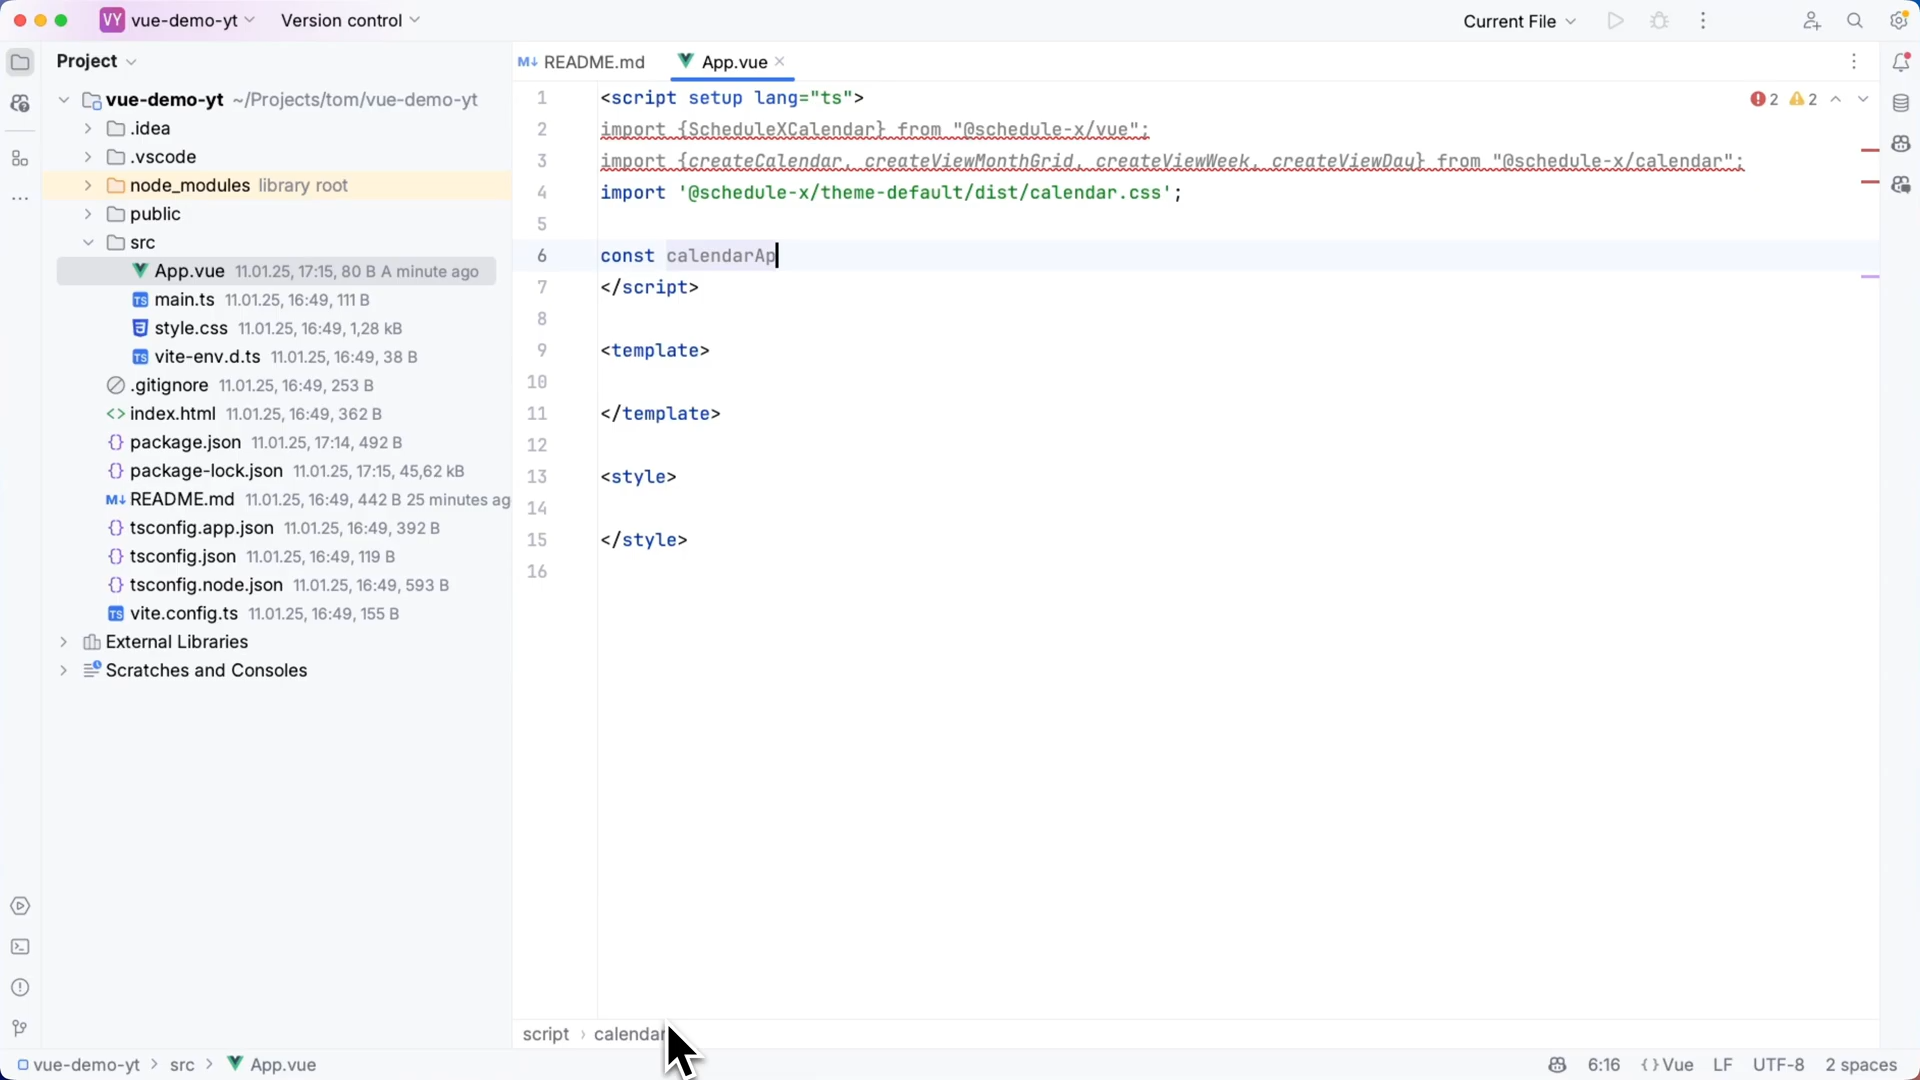 VY vue-demo-yt Version control Current File
Project
README.md App.vue
vue-demo-yt ~/Projects/tom/vue-demo-yt
.idea
.vscode
node_modules library root
public
src
App.vue 11.01.25, 17:15, 80 B A minute ago
TS main.ts 11.01.25, 16:49, 111 B
style.css 11.01.25, 16:49, 1,28 kB
TS vite-env.d.ts 11.01.25, 16:49, 38 B
.gitignore 11.01.25, 16:49, 253 B
index.html 11.01.25, 16:49, 362 B
package.json 11.01.25, 17:14, 492 B
package-lock.json 11.01.25, 17:15, 45,62 kB
README.md 11.01.25, 16:49, 442 B 25 minutes ag
tsconfig.app.json 11.01.25, 16:49, 392 B
tsconfig.json 11.01.25, 16:49, 119 B
tsconfig.node.json 11.01.25, 16:49, 593 B
TS vite.config.ts 11.01.25, 16:49, 155 B
External Libraries
Scratches and Consoles
1 <script setup lang="ts"> 2 2
2 import {ScheduleXCalendar} from "@schedule-x/vue";
3 import {createCalendar, createViewMonthGrid, createViewWeek, createViewDay} from "@schedule-x/calendar";
4 import '@schedule-x/theme-default/dist/calendar.css';
5
6 const calendarAp
7 </script>
8
9 <template>
10
11 </template>
12
13 <style>
14
15 </style>
16
script › calendar
vue-demo-yt > src > App.vue 6:16 {} Vue LF UTF-8 2 spaces